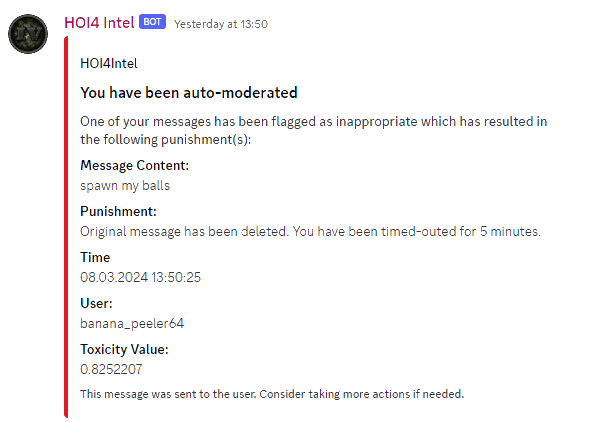 HOI4 Intel BOT Yesterday at 13:50
HOI4Intel
You have been auto-moderated
One of your messages has been flagged as inappropriate which has resulted in
the following punishment(s):
Message Content:
spawn my balls
Punishment:
Original message has been deleted. You have been timed-outed for 5 minutes.
Time
08.03.2024 13:50:25
User:
banana_peeler64
Toxicity Value:
0.8252207
This message was sent to the user. Consider taking more actions if needed.